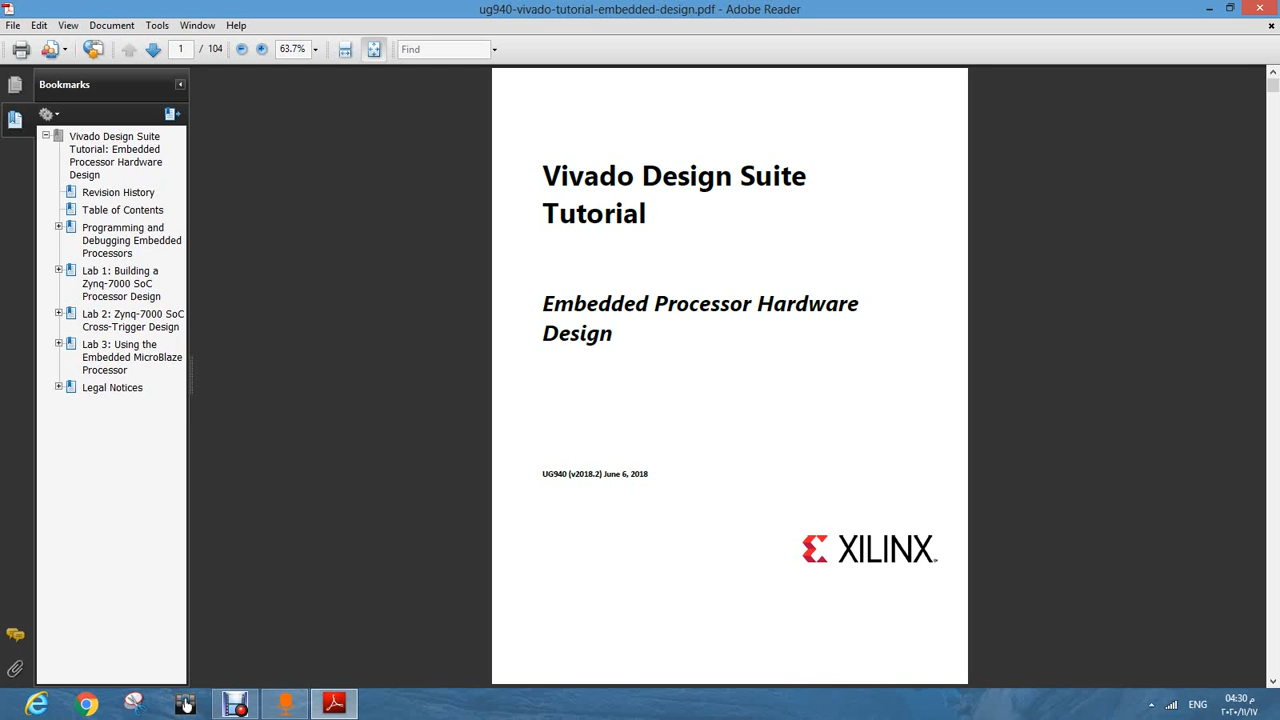 ug940-vivado-tutorial-embedded-design.pdf - Adobe Reader
File Edit View Document Tools Window Help
1 / 104 63.7% Find
Bookmarks
Vivado Design Suite
Tutorial: Embedded
Processor Hardware
Design
Revision History
Table of Contents
Programming and
Debugging Embedded
Processors
Lab 1: Building a
Zynq-7000 SoC
Processor Design
Lab 2: Zynq-7000 SoC
Cross-Trigger Design
Lab 3: Using the
Embedded MicroBlaze
Processor
Legal Notices
Vivado Design Suite
Tutorial
Embedded Processor Hardware
Design
UG940 (v2018.2) June 6, 2018
XILINX
ENG
04:30 م
٢٠٢٠/١١/١٧